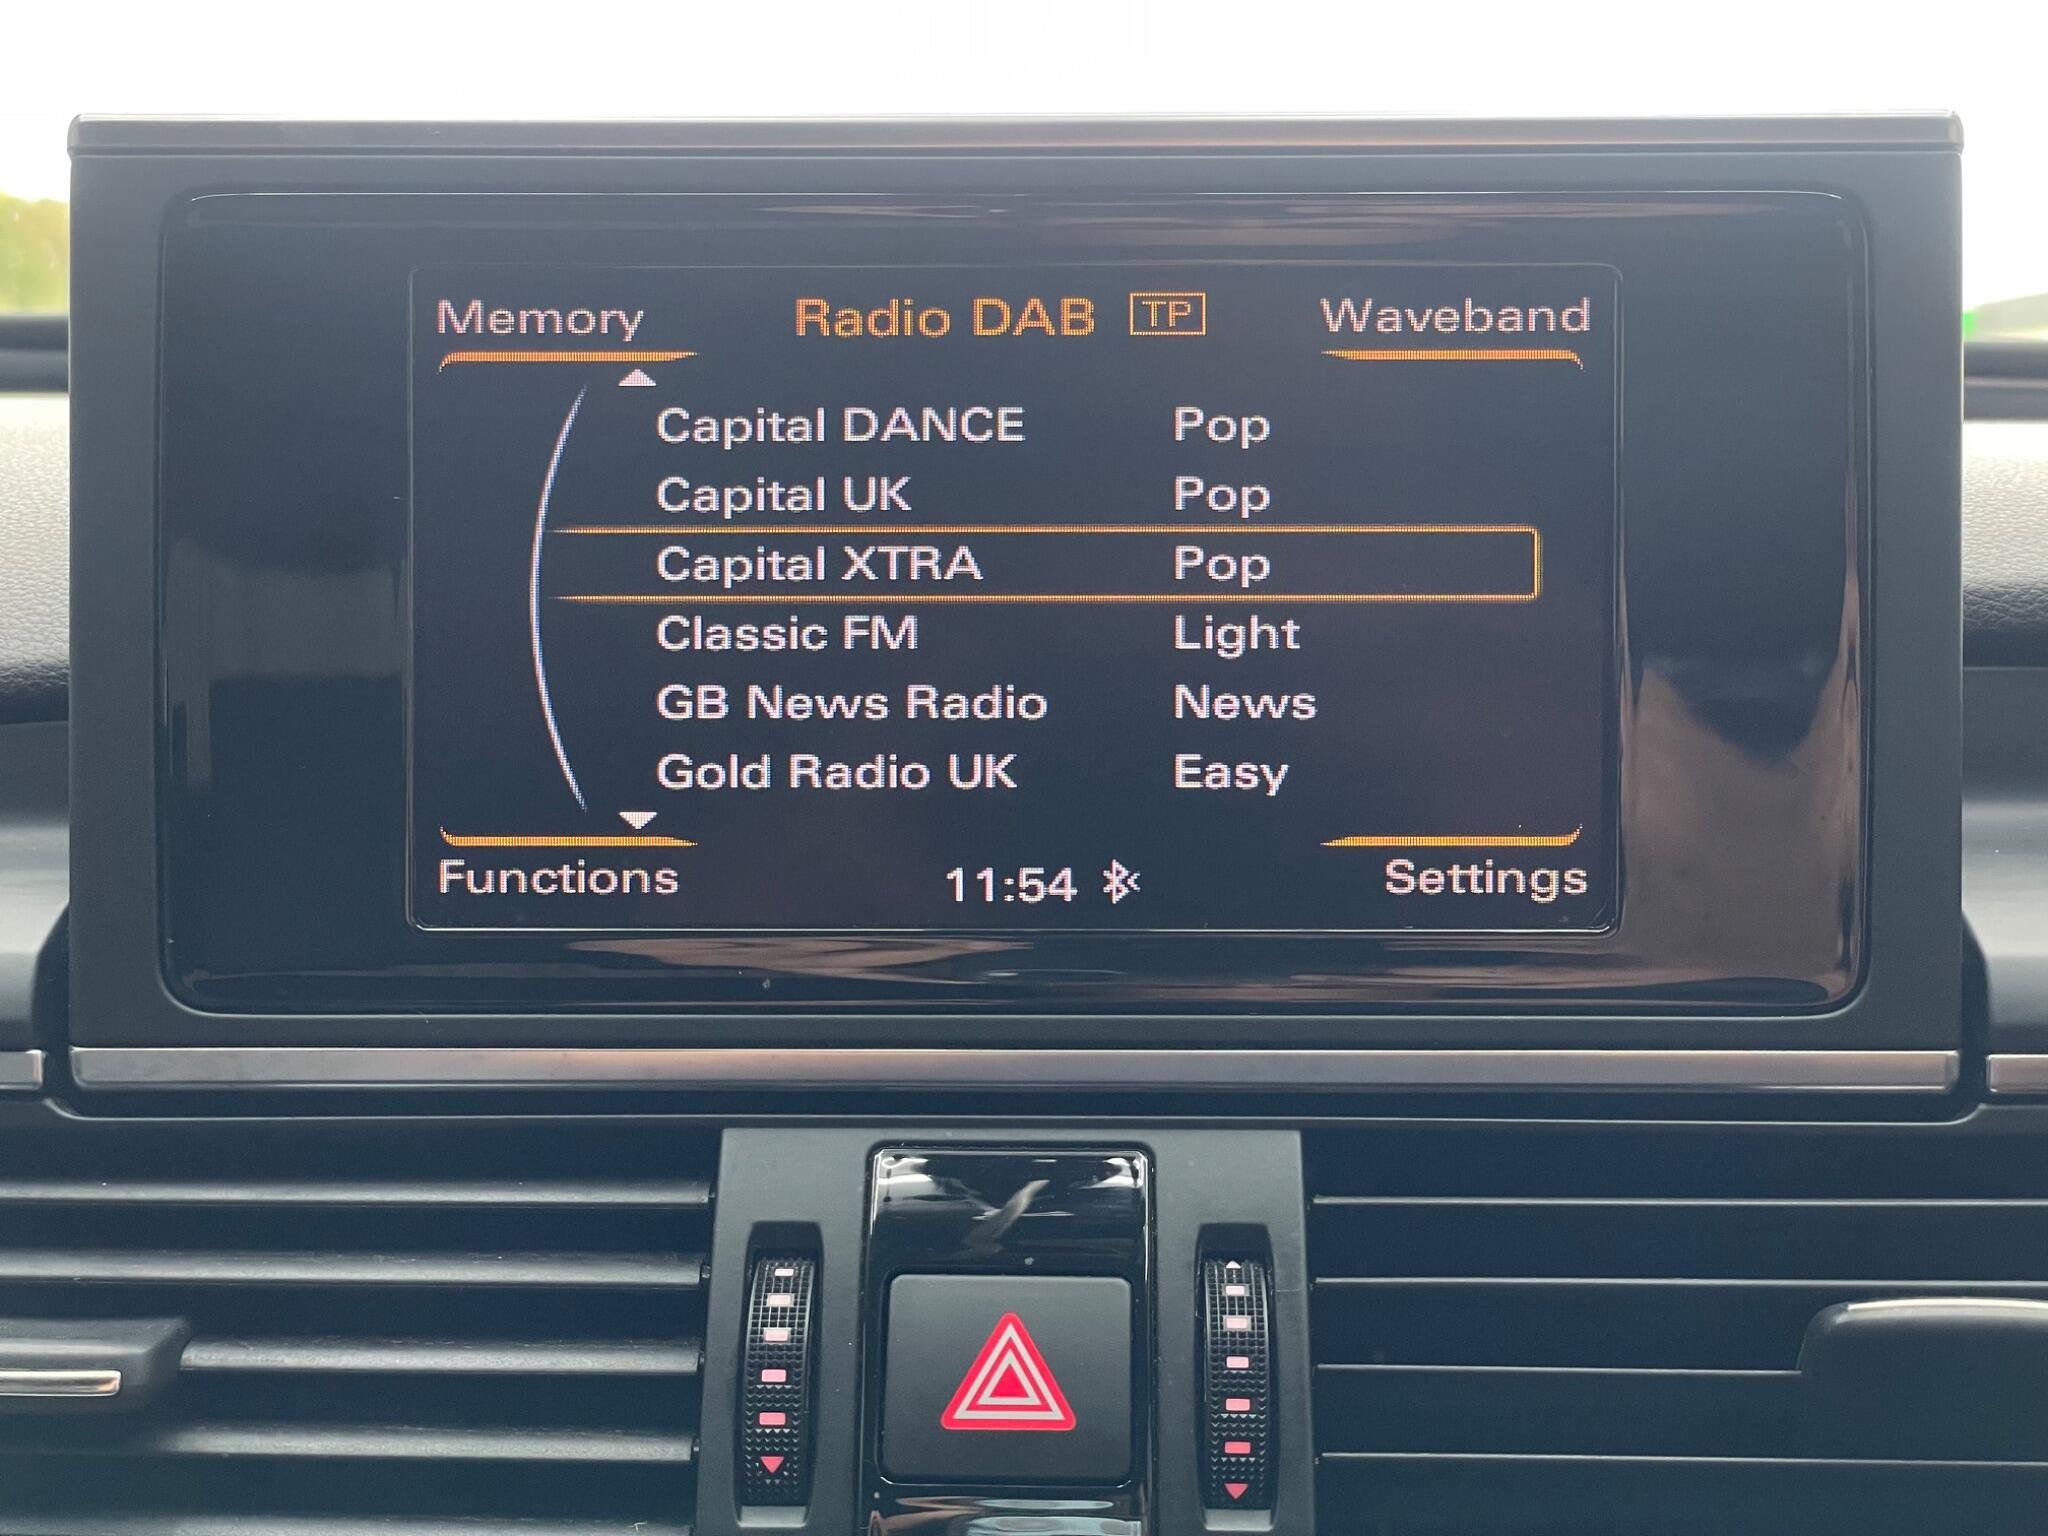 Memory Radio DAB TP Waveband
Capital DANCE Pop
Capital UK Pop
Capital XTRA Pop
Classic FM Light
GB News Radio News
Gold Radio UK Easy
Functions 11:54 Settings